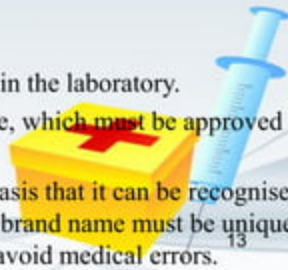 in the laboratory.
e, which must be approved
asis that it can be recognise
brand name must be unique
13
avoid medical errors.